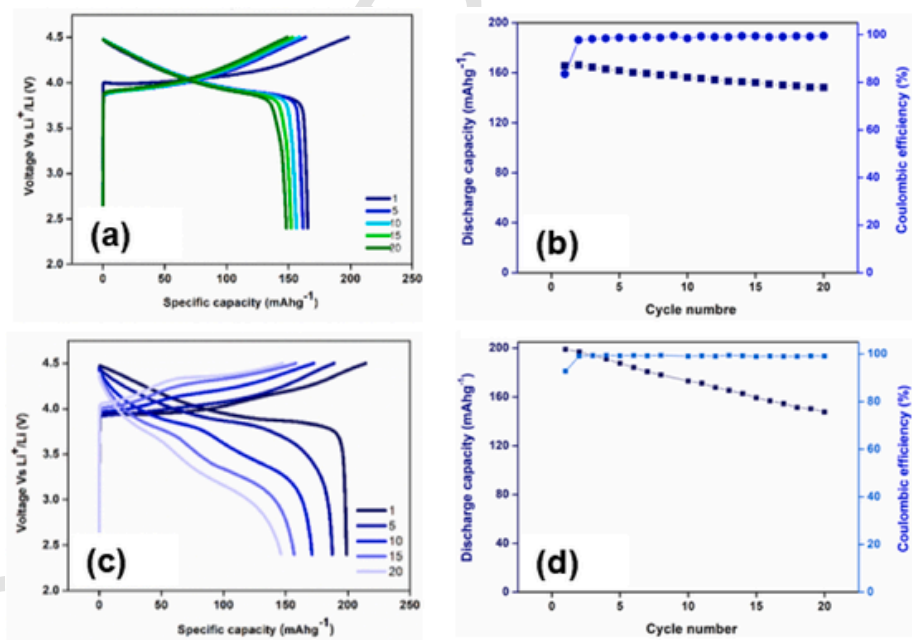 4.5
4.0
3.5
3.0
2.5
2.0
Voltage Vs Li⁺/Li (V)
0 50 100 150 200 250
Specific capacity (mAhg⁻¹)
1
5
10
15
20
(a)
200
160
120
80
40
0
Discharge capacity (mAhg⁻¹)
0 5 10 15 20
Cycle numbre
100
80
60
40
20
0
Coulombic efficiency (%)
(b)
4.5
4.0
3.5
3.0
2.5
2.0
Voltage Vs Li⁺/Li (V)
0 50 100 150 200 250
Specific capacity (mAhg⁻¹)
1
5
10
15
20
(c)
200
160
120
80
40
0
Discharge capacity (mAhg⁻¹)
0 5 10 15 20
Cycle number
100
80
60
40
20
0
Coulombic efficiency (%)
(d)